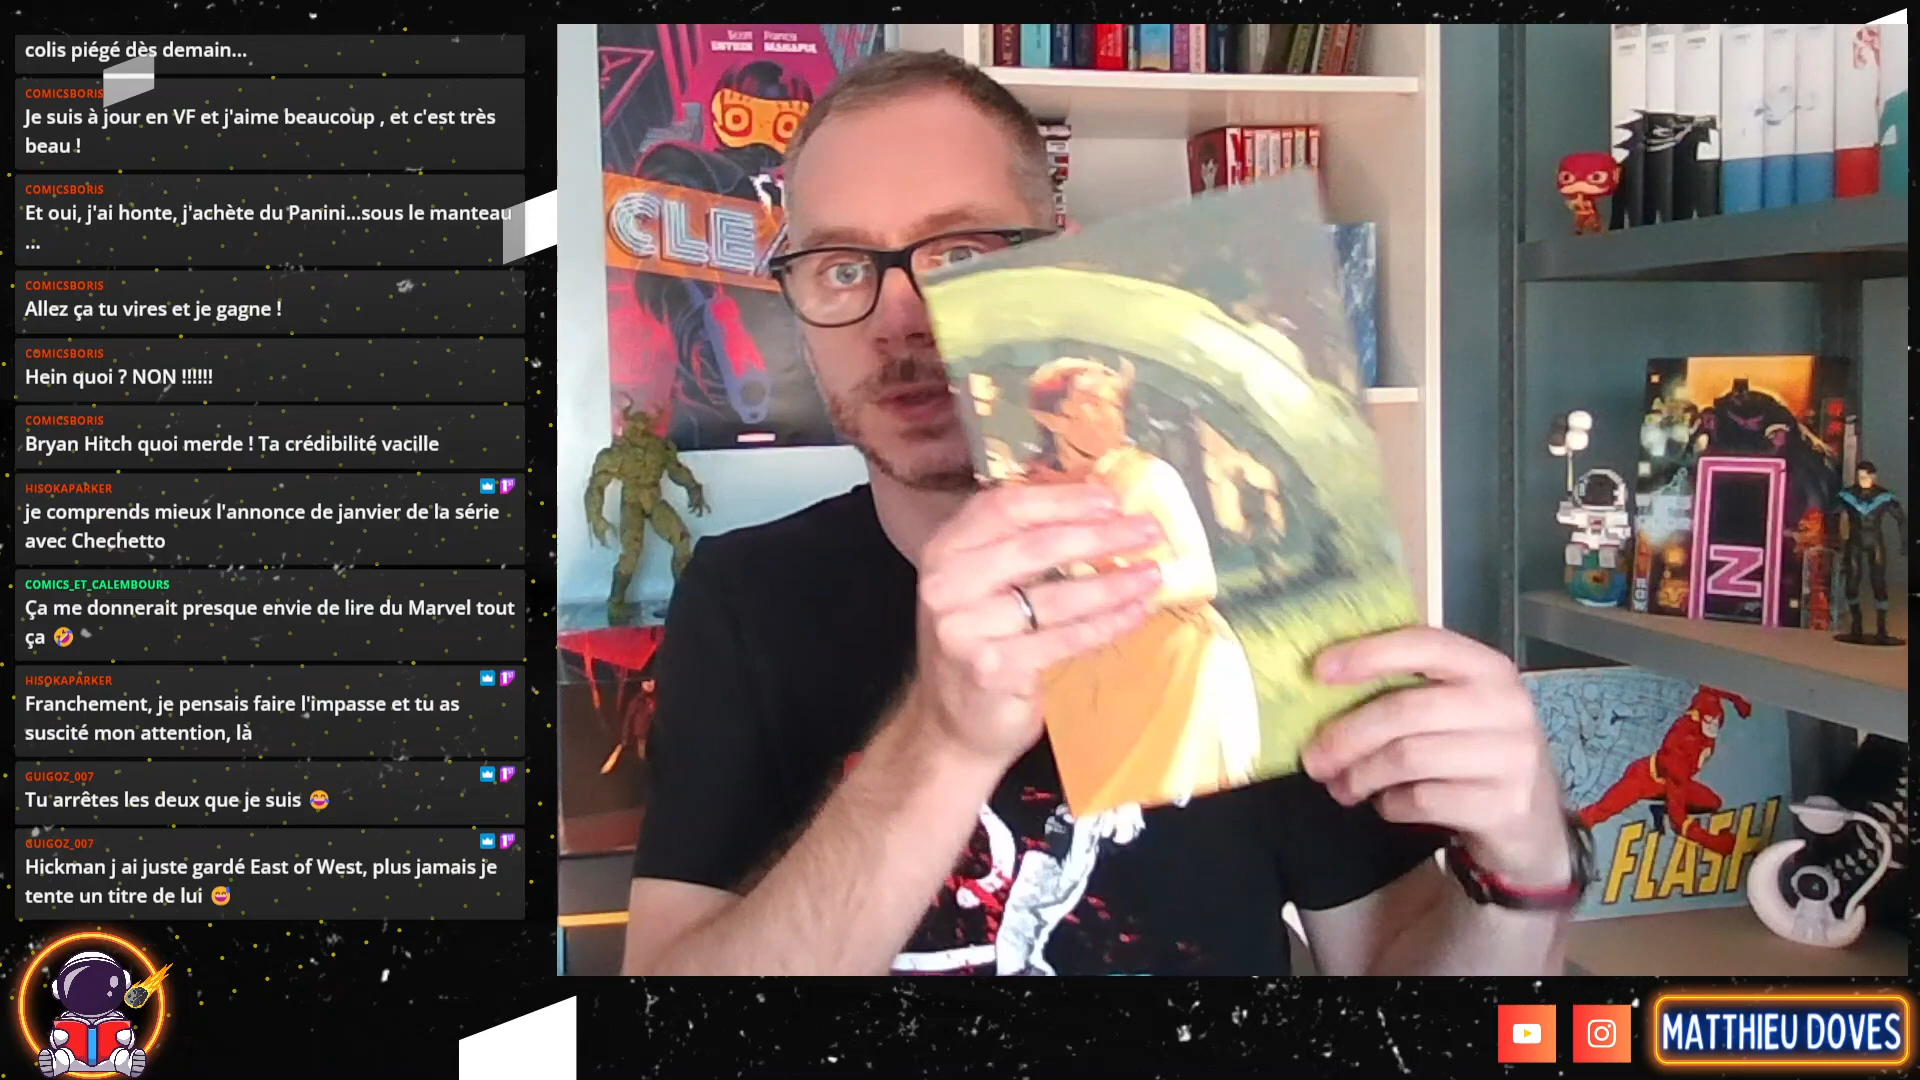 colis piégé dès demain...
COMICSBORIS
Je suis à jour en VF et j'aime beaucoup , et c'est très
beau !
COMICSBORIS
Et oui, j'ai honte, j'achète du Panini...sous le manteau
...
COMICSBORIS
Allez ça tu vires et je gagne !
COMICSBORIS
Hein quoi ? NON !!!!!!
COMICSBORIS
Bryan Hitch quoi merde ! Ta crédibilité vacille
HISOKAPARKER
je comprends mieux l'annonce de janvier de la série
avec Chechetto
COMICS_ET_CALEMBOURS
Ça me donnerait presque envie de lire du Marvel tout
ça 🤣
HISOKAPARKER
Franchement, je pensais faire l'impasse et tu as
suscité mon attention, là
GUIGOZ_007
Tu arrêtes les deux que je suis 😂
GUIGOZ_007
Hickman j ai juste gardé East of West, plus jamais je
tente un titre de lui 😅
CLEA
N
FLASH
MATTHIEU DOVES